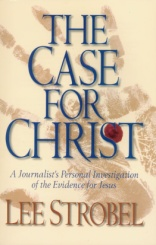 THE
CASE
FOR
CHRIST
A Journalist's Personal Investigation
of the Evidence for Jesus
LEE STROBEL